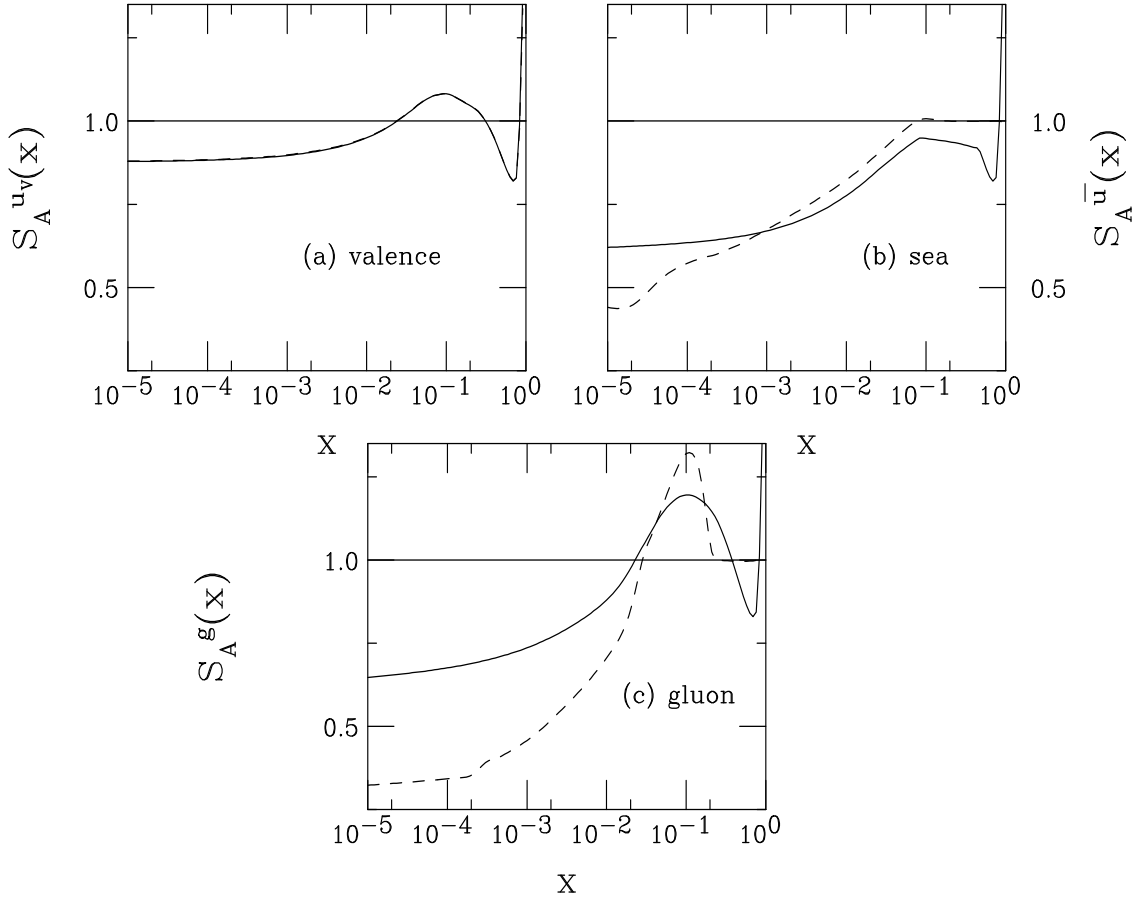 S_A^{u_v}(x)
1.0
0.5
(a) valence
10^{-5} 10^{-4} 10^{-3} 10^{-2} 10^{-1} 10^{0}
x
(b) sea
1.0
0.5
S_A^{ū}(x)
10^{-5} 10^{-4} 10^{-3} 10^{-2} 10^{-1} 10^{0}
x
S_A^{g}(x)
1.0
0.5
(c) gluon
10^{-5} 10^{-4} 10^{-3} 10^{-2} 10^{-1} 10^{0}
x